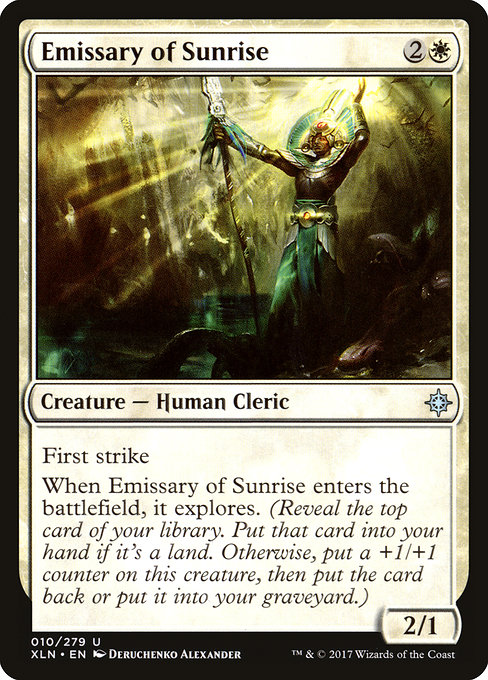 Emissary of Sunrise 2
Creature — Human Cleric
First strike
When Emissary of Sunrise enters the
battlefield, it explores. (Reveal the top
card of your library. Put that card into your
hand if it's a land. Otherwise, put a +1/+1
counter on this creature, then put the card
back or put it into your graveyard.)
2/1
010/279 U
XLN • EN Deruchenko Alexander
™ & © 2017 Wizards of the Coast